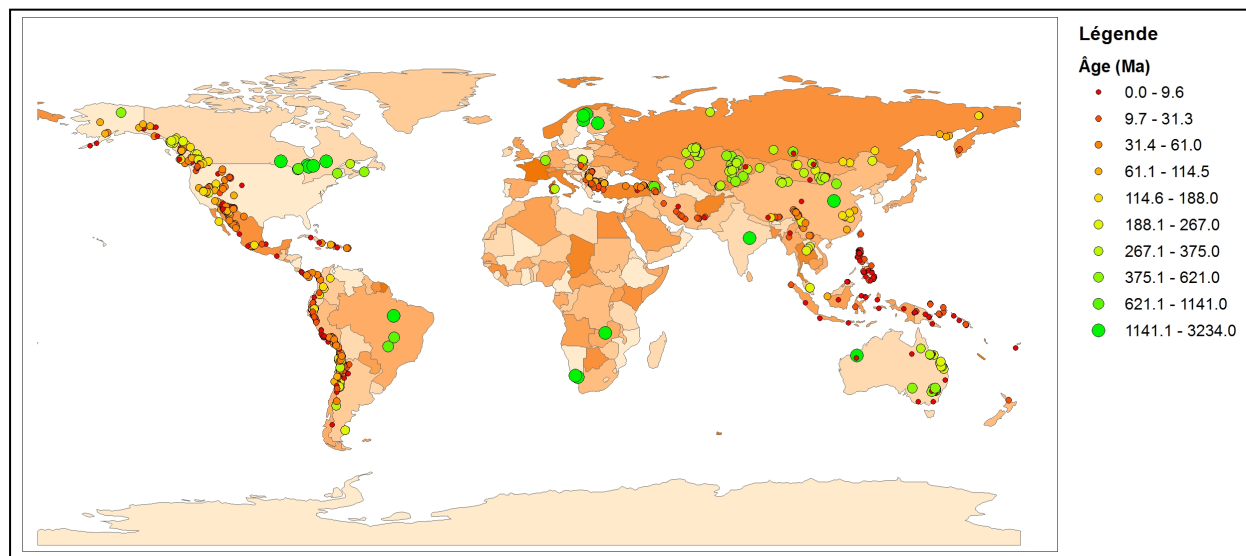 Légende
Âge (Ma)
0.0 - 9.6
9.7 - 31.3
31.4 - 61.0
61.1 - 114.5
114.6 - 188.0
188.1 - 267.0
267.1 - 375.0
375.1 - 621.0
621.1 - 1141.0
1141.1 - 3234.0